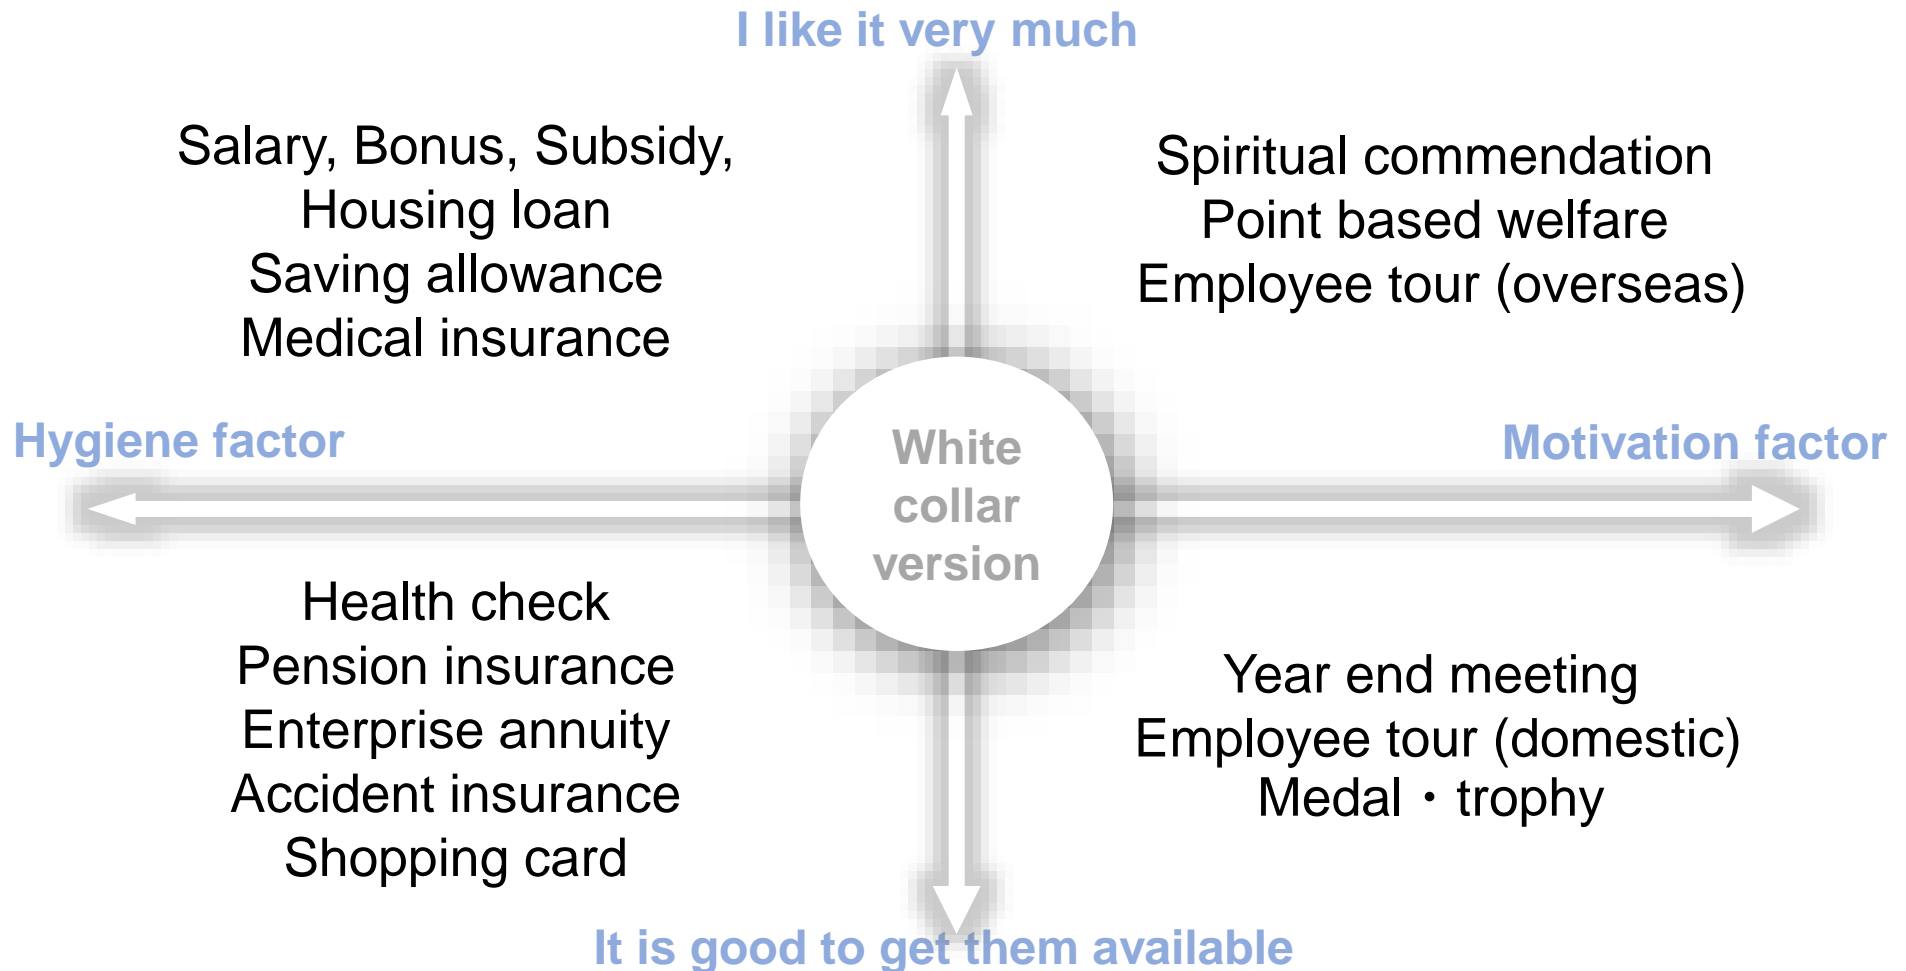 I like it very much
Salary, Bonus, Subsidy,
Housing loan
Saving allowance
Medical insurance
Spiritual commendation
Point based welfare
Employee tour (overseas)
Hygiene factor
White
collar
version
Motivation factor
Health check
Pension insurance
Enterprise annuity
Accident insurance
Shopping card
Year end meeting
Employee tour (domestic)
Medal・trophy
It is good to get them available